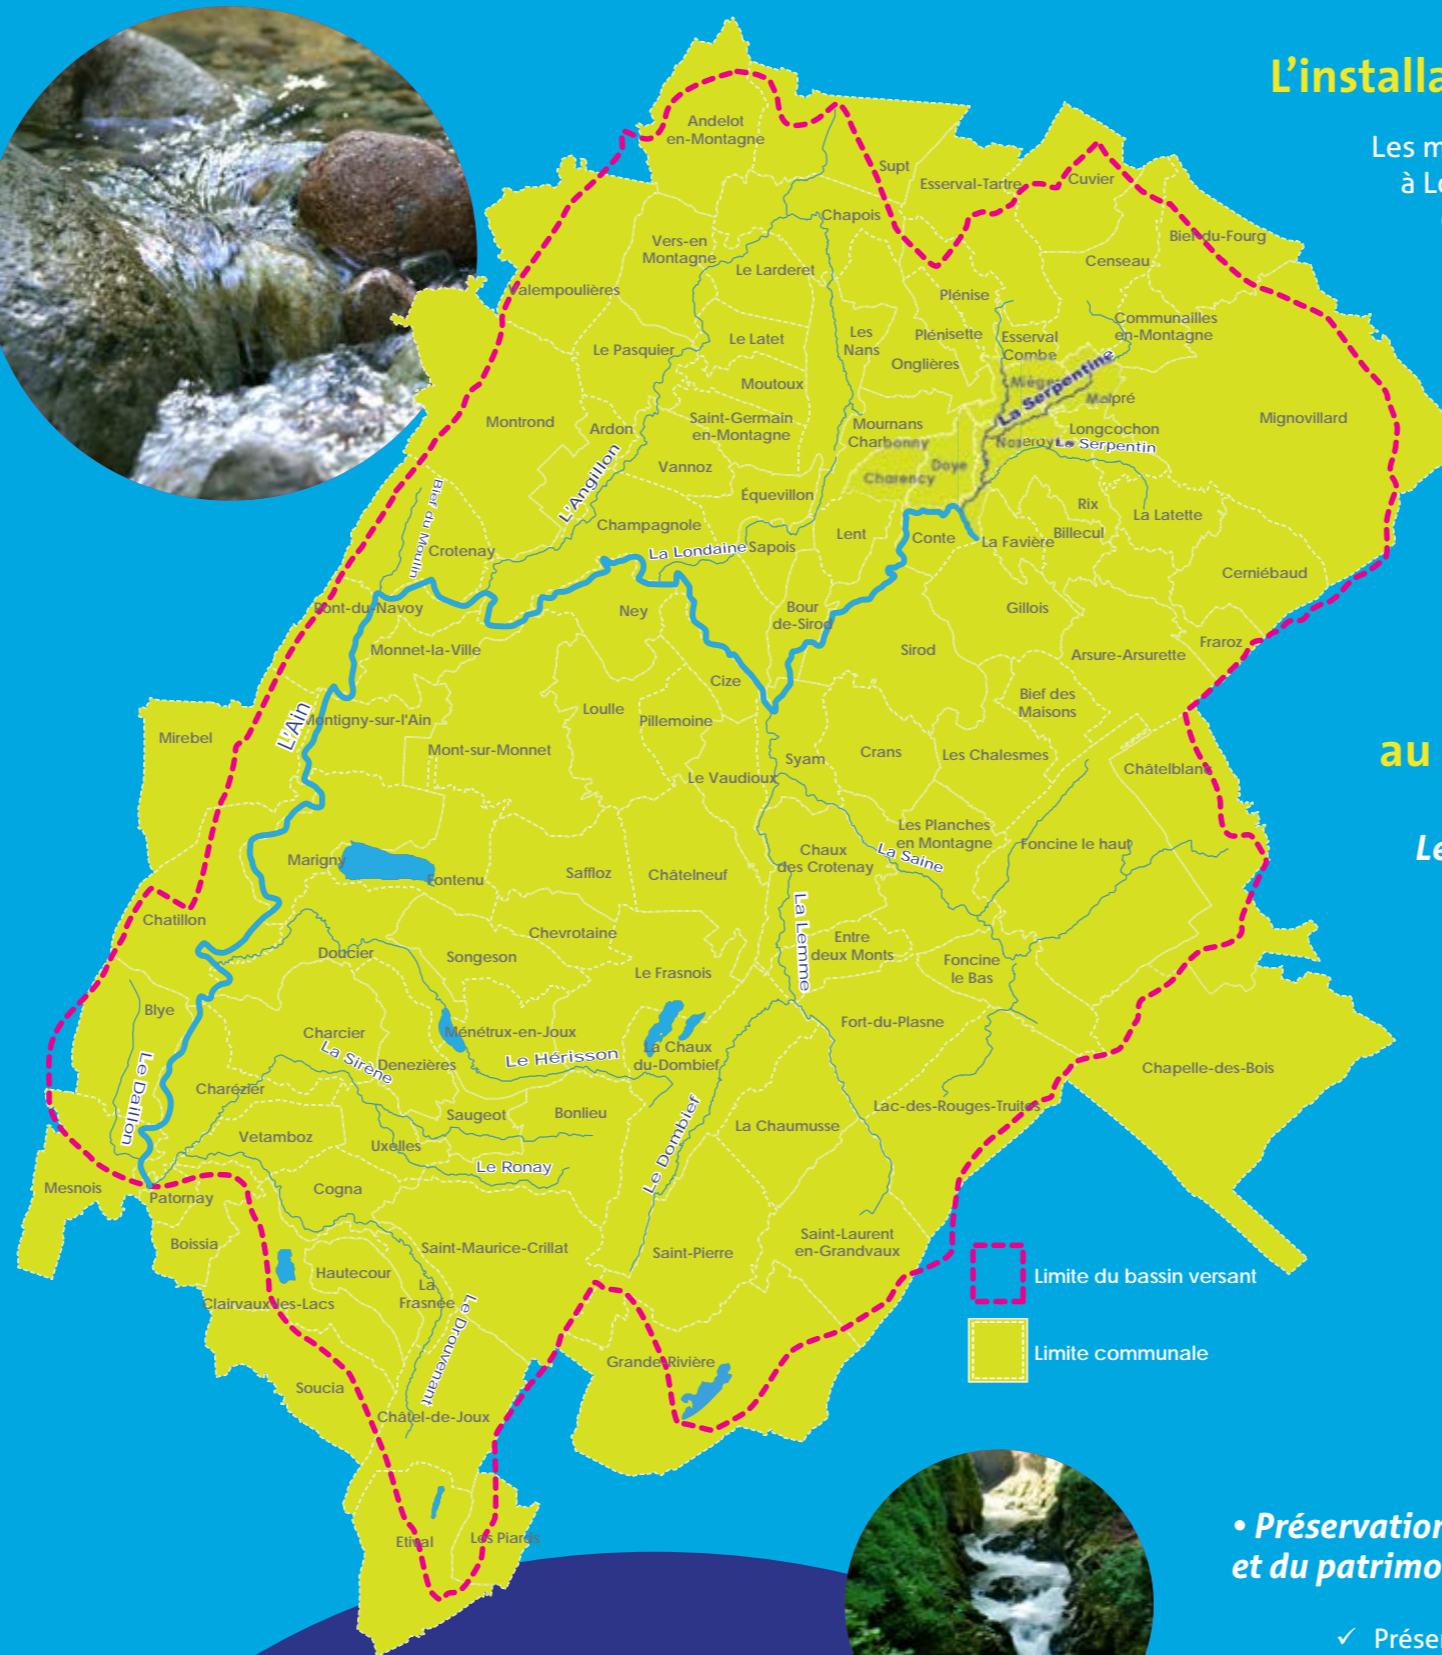 L'installa
Les m
à Lo
Andelot
en-Montagne
Supt
Esserval-Tartre
Cuvier
Chapois
Bief-du-Fourg
Vers-en
Montagne
Le Larderet
Censeau
Valempoulières
Plénise
Communailles
en-Montagne
Le Pasquier
Le Latet
Les
Nans
Plénisette
Esserval
Combe
Onglières
Moutoux
Mièges
La Serpentine
Malpré
Montrond
Ardon
Saint-Germain
en-Montagne
Mournans
Charbonny
Longcochon
Mignovillard
Nozeroy
La Serpentin
L'Angillon
Vannoz
Doye
Charency
Bief du Moulin
Équevillon
Rix
La Latette
Champagnole
Crotenay
La Londaine
Sapois
Lent
Conte
La Favière
Billecul
Cerniébaud
Pont-du-Navoy
Ney
Bour
de-Sirod
Gillois
Monnet-la-Ville
Sirod
Arsure-Arsurette
Fraroz
Cize
Loulle
Pillemoine
Bief des
Maisons
L'Ain
Montigny-sur-l'Ain
Mirebel
Mont-sur-Monnet
Syam
Crans
Les Chalesmes
Châtelblanc
au
Le Vaudioux
Les Planches
en Montagne
Foncine le haut
Le
Marigny
Fontenu
Saffloz
Châtelneuf
Chaux
des Crotenay
La Saine
Chatillon
La Lemme
Chevrotaine
Entre
deux Monts
Doucier
Songeson
Le Frasnois
Foncine
le Bas
Blye
Charcier
Ménétrux-en-Joux
Fort-du-Plasne
La Sirène
Denezières
Le Hérisson
La Chaux
du-Dombief
Chapelle-des-Bois
Le Daillon
Charézier
Saugeot
Bonlieu
Lac-des-Rouges-Truites
La Chaumusse
Vetamboz
Uxelles
Le Ronay
Le Dombief
Mesnois
Patornay
Cogna
Boissia
Saint-Maurice-Crillat
Saint-Pierre
Saint-Laurent
en-Grandvaux
Hautecour
La
Frasnée
Limite du bassin versant
Clairvaux-les-Lacs
Le Drouvenant
Limite communale
Grande-Rivière
Soucia
Châtel-de-Joux
Etival
Les Piards
• Préservation
et du patrimo
✓ Préser